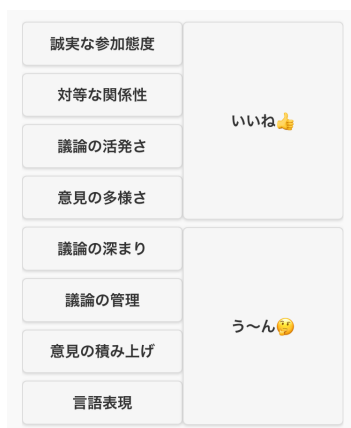 誠実な参加態度
対等な関係性
議論の活発さ
意見の多様さ
いいね👍
議論の深まり
議論の管理
意見の積み上げ
言語表現
う〜ん🤔